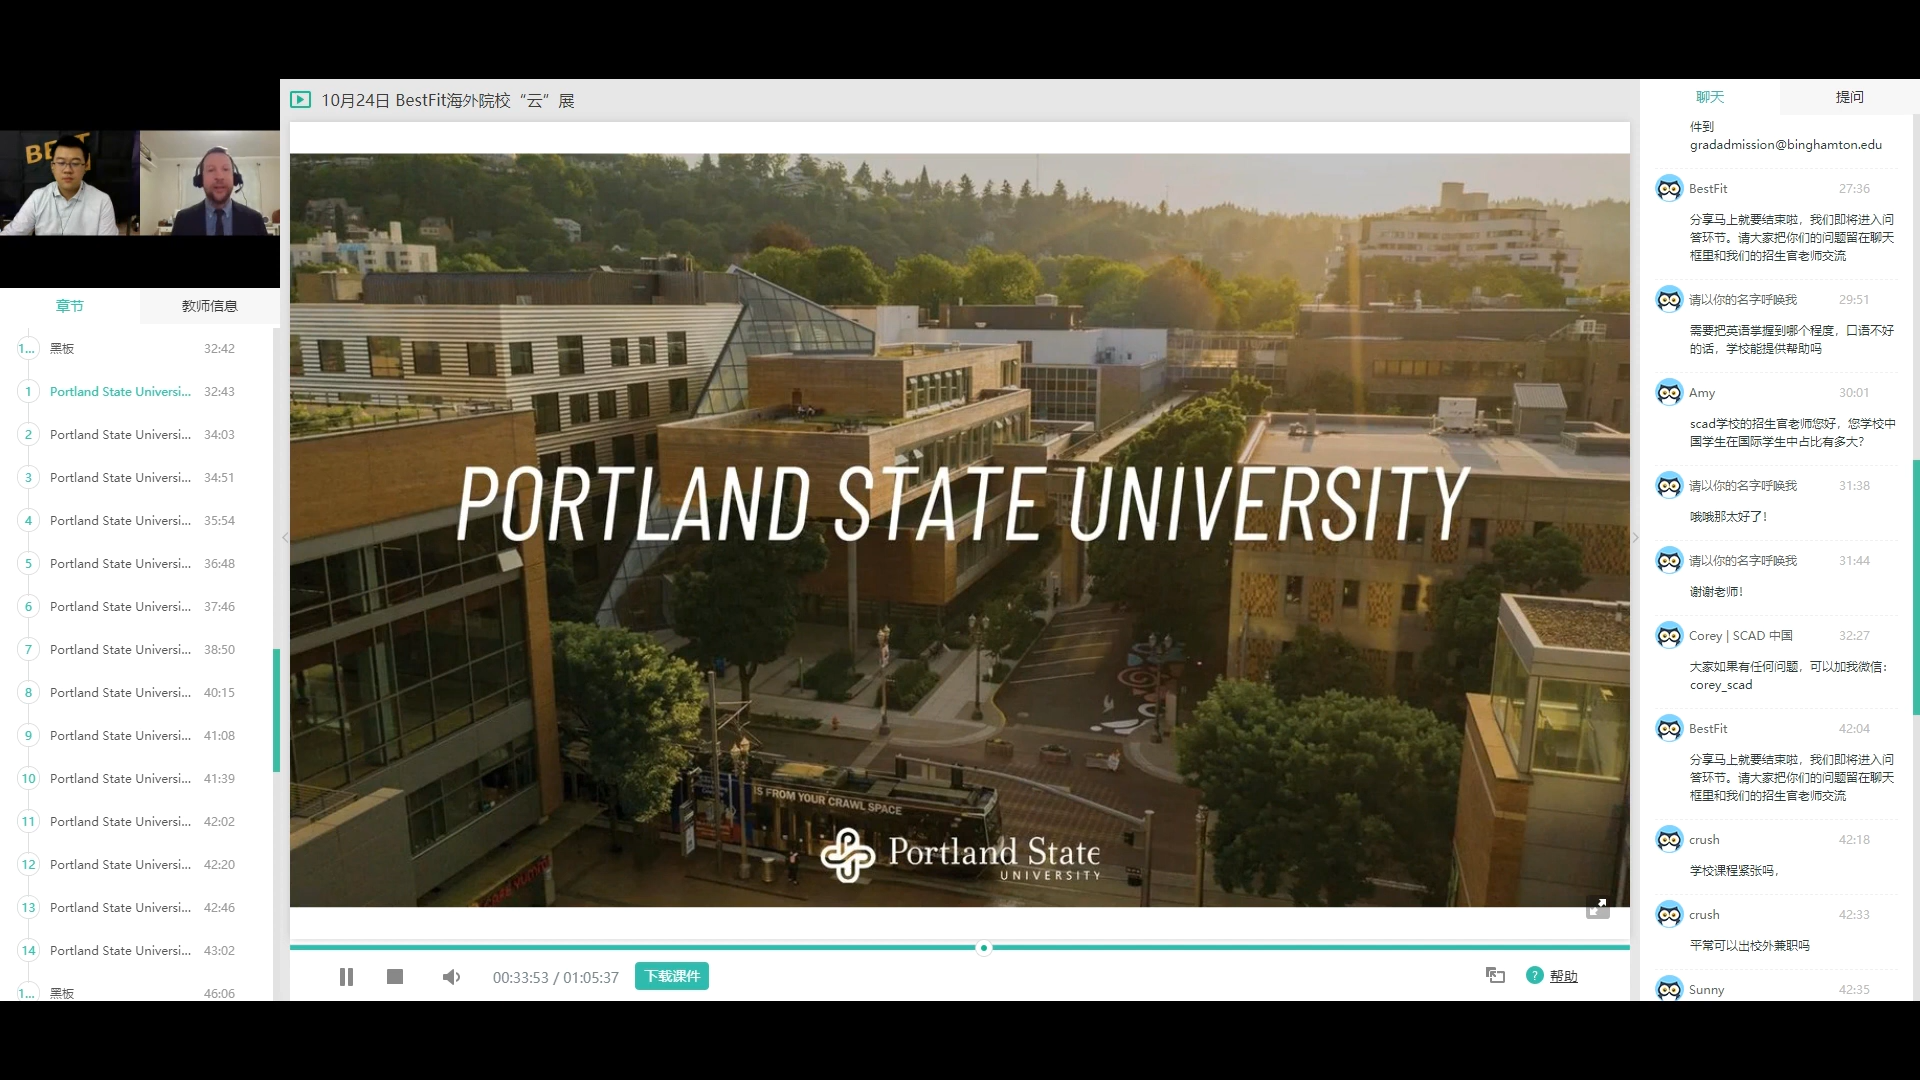 10月24日 BestFit海外院校“云”展
章节
教师信息
1... 黑板 32:42
1 Portland State Universi... 32:43
2 Portland State Universi... 34:03
3 Portland State Universi... 34:51
4 Portland State Universi... 35:54
5 Portland State Universi... 36:48
6 Portland State Universi... 37:46
7 Portland State Universi... 38:50
8 Portland State Universi... 40:15
9 Portland State Universi... 41:08
10 Portland State Universi... 41:39
11 Portland State Universi... 42:02
12 Portland State Universi... 42:20
13 Portland State Universi... 42:46
14 Portland State Universi... 43:02
1... 黑板 46:06
PORTLAND STATE UNIVERSITY
IS FROM YOUR CRAWL SPACE
Portland State
UNIVERSITY
00:33:53 / 01:05:37
下载课件
? 帮助
聊天
提问
件到
gradadmission@binghamton.edu
BestFit 27:36
分享马上就要结束啦，我们即将进入问
答环节。请大家把你们的问题留在聊天
框里和我们的招生官老师交流
请以你的名字呼唤我 29:51
需要把英语掌握到哪个程度，口语不好
的话，学校能提供帮助吗
Amy 30:01
scad学校的招生官老师您好，您学校中
国学生在国际学生中占比有多大？
请以你的名字呼唤我 31:38
哦哦那太好了！
请以你的名字呼唤我 31:44
谢谢老师！
Corey | SCAD 中国 32:27
大家如果有任何问题，可以加我微信：
corey_scad
BestFit 42:04
分享马上就要结束啦，我们即将进入问
答环节。请大家把你们的问题留在聊天
框里和我们的招生官老师交流
crush 42:18
学校课程紧张吗，
crush 42:33
平常可以出校外兼职吗
Sunny 42:35